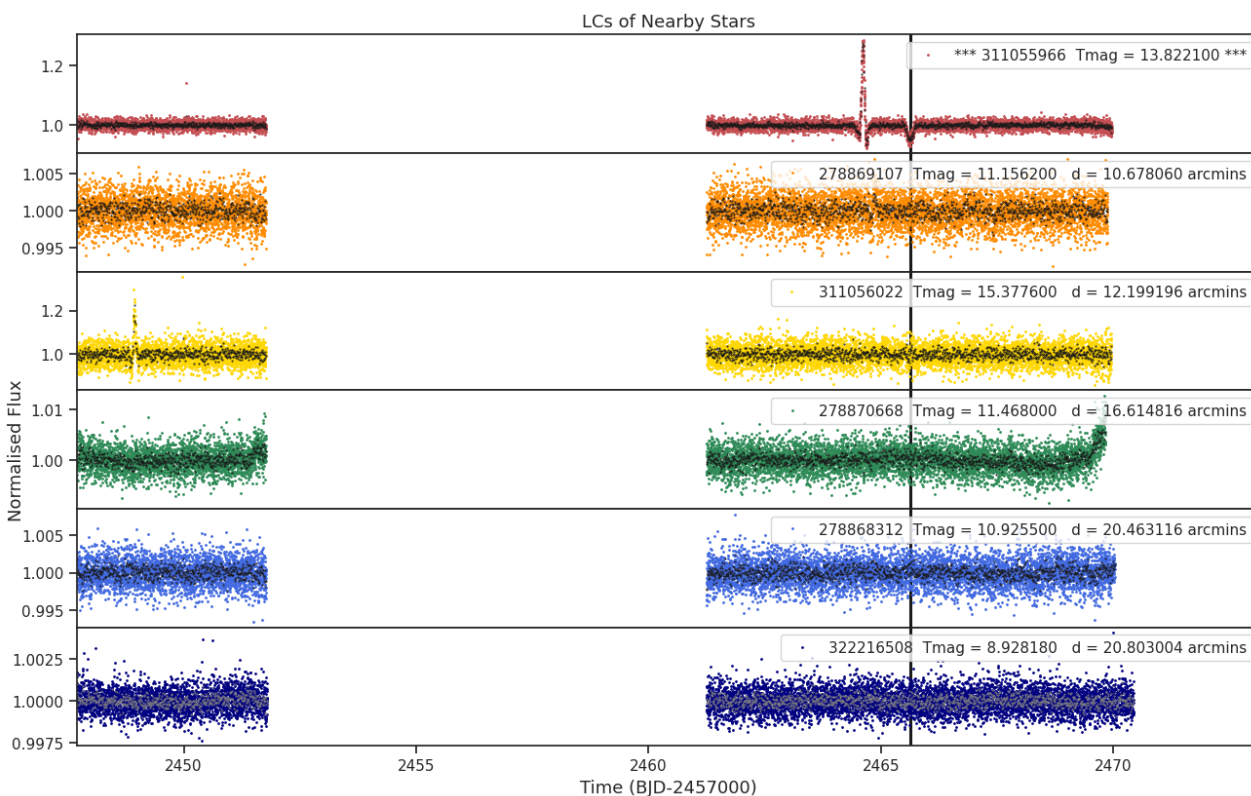 LCs of Nearby Stars
*** 311055966 Tmag = 13.822100 ***
1.2
1.0
278869107 Tmag = 11.156200 d = 10.678060 arcmins
1.005
1.000
0.995
311056022 Tmag = 15.377600 d = 12.199196 arcmins
1.2
1.0
Normalised Flux
278870668 Tmag = 11.468000 d = 16.614816 arcmins
1.01
1.00
278868312 Tmag = 10.925500 d = 20.463116 arcmins
1.005
1.000
0.995
322216508 Tmag = 8.928180 d = 20.803004 arcmins
1.0025
1.0000
0.9975
2450 2455 2460 2465 2470
Time (BJD-2457000)